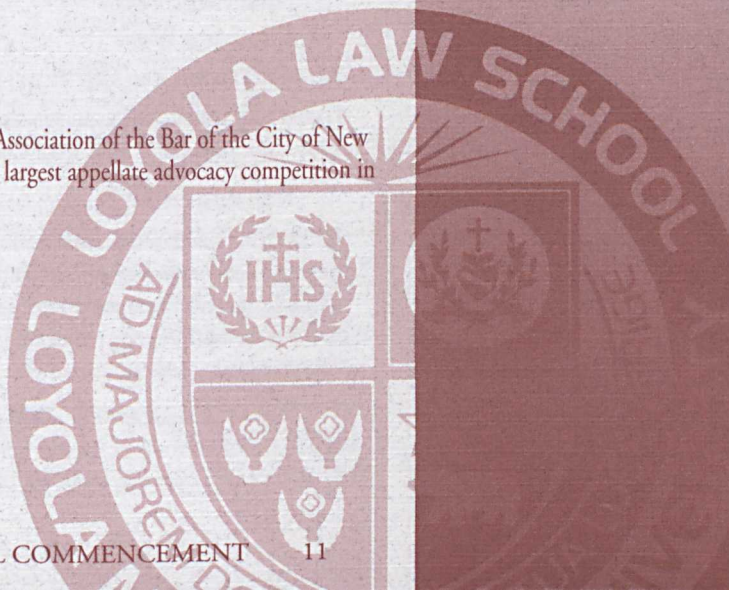 LOYOLA LAW SCHOOL
Association of the Bar of the City of New
largest appellate advocacy competition in
IHS
AD MAJOREM
LOYOLA
COMMENCEMENT 11